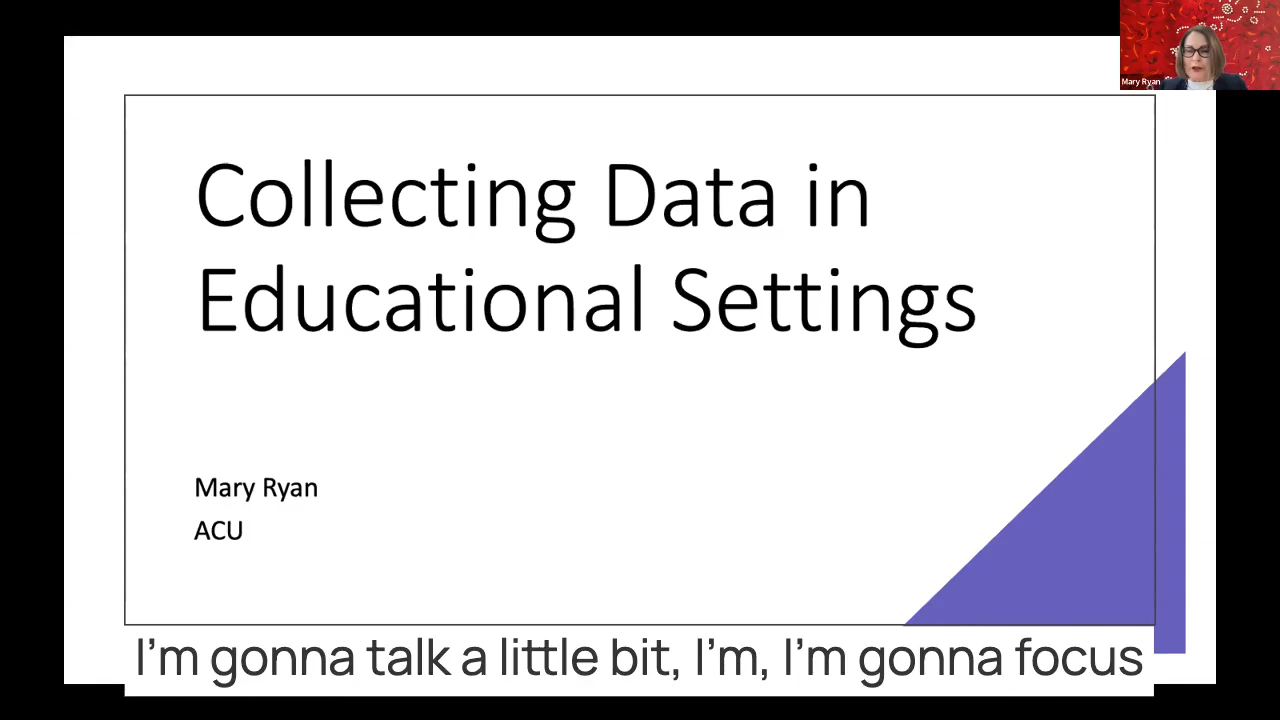 Mary Ryan
Collecting Data in
Educational Settings
Mary Ryan
ACU
I'm gonna talk a little bit, I'm, I'm gonna focus